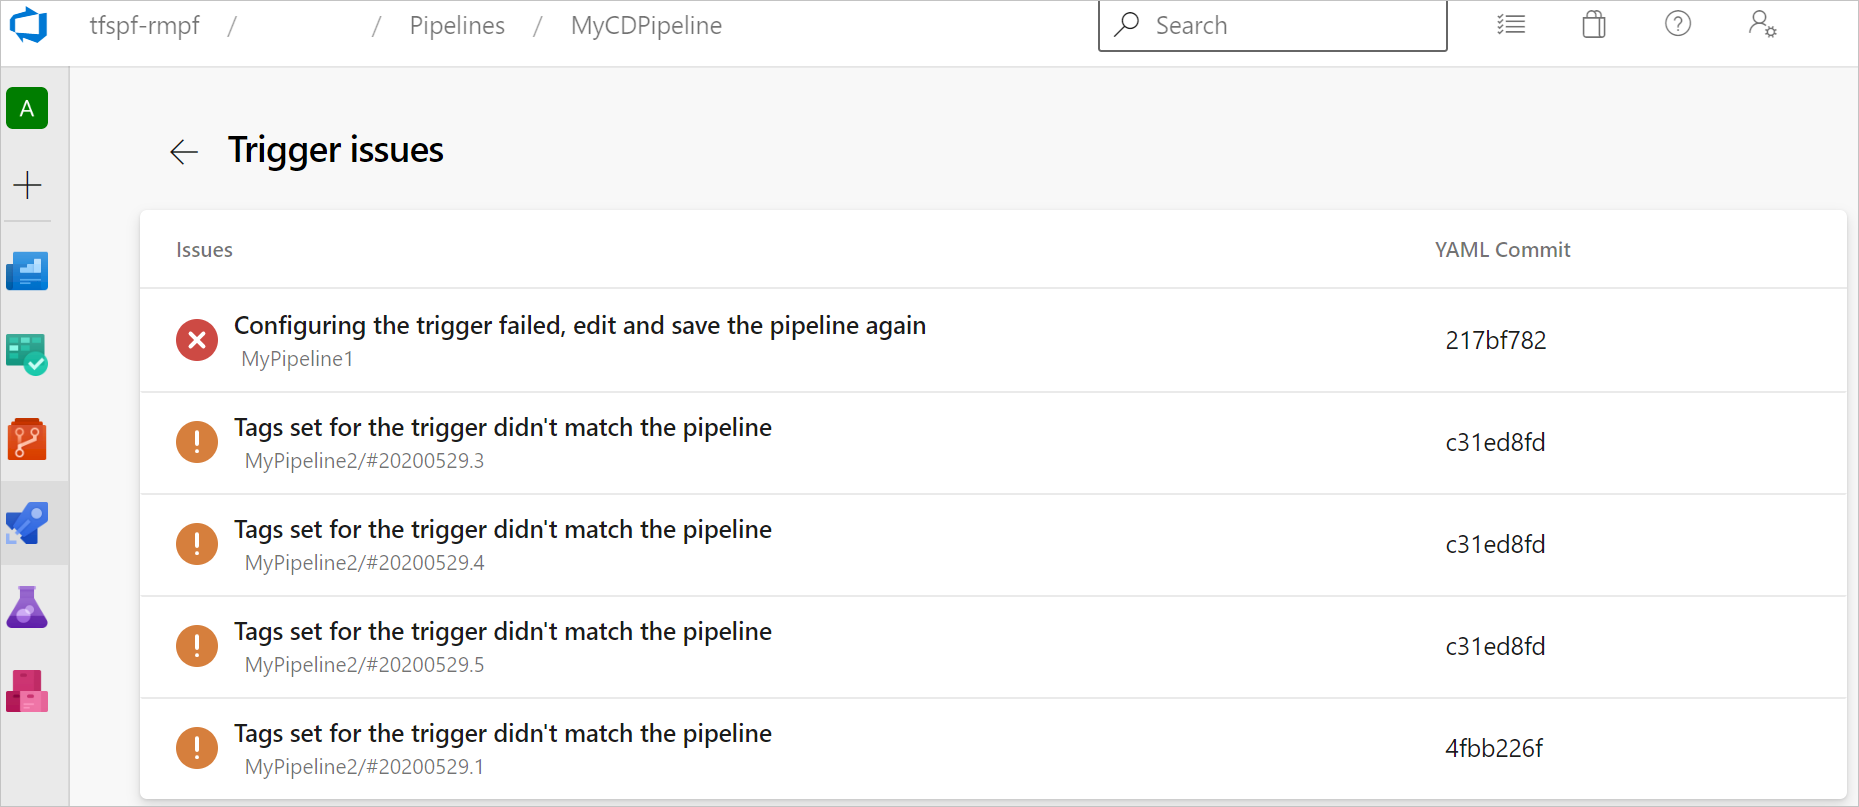 tfspf-rmpf / / Pipelines / MyCDPipeline Search
A
Trigger issues
Issues YAML Commit
Configuring the trigger failed, edit and save the pipeline again
MyPipeline1
217bf782
Tags set for the trigger didn't match the pipeline
MyPipeline2/#20200529.3
c31ed8fd
Tags set for the trigger didn't match the pipeline
MyPipeline2/#20200529.4
c31ed8fd
Tags set for the trigger didn't match the pipeline
MyPipeline2/#20200529.5
c31ed8fd
Tags set for the trigger didn't match the pipeline
MyPipeline2/#20200529.1
4fbb226f